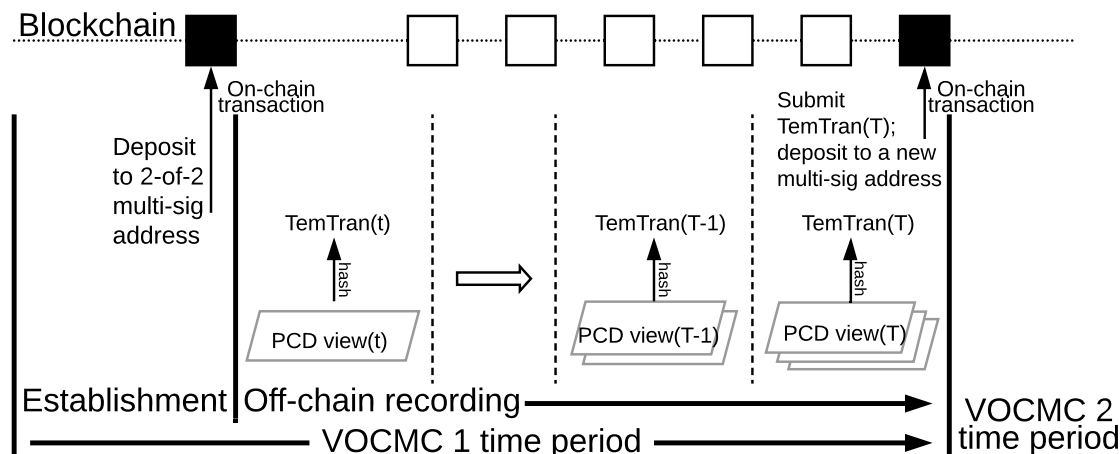 Blockchain
On-chain
transaction
Deposit
to 2-of-2
multi-sig
address
Submit
TemTran(T);
deposit to a new
multi-sig address
On-chain
transaction
TemTran(t)
TemTran(T-1)
TemTran(T)
hash
hash
hash
PCD view(t)
PCD view(T-1)
PCD view(T)
Establishment
Off-chain recording
VOCMC 1 time period
VOCMC 2
time period